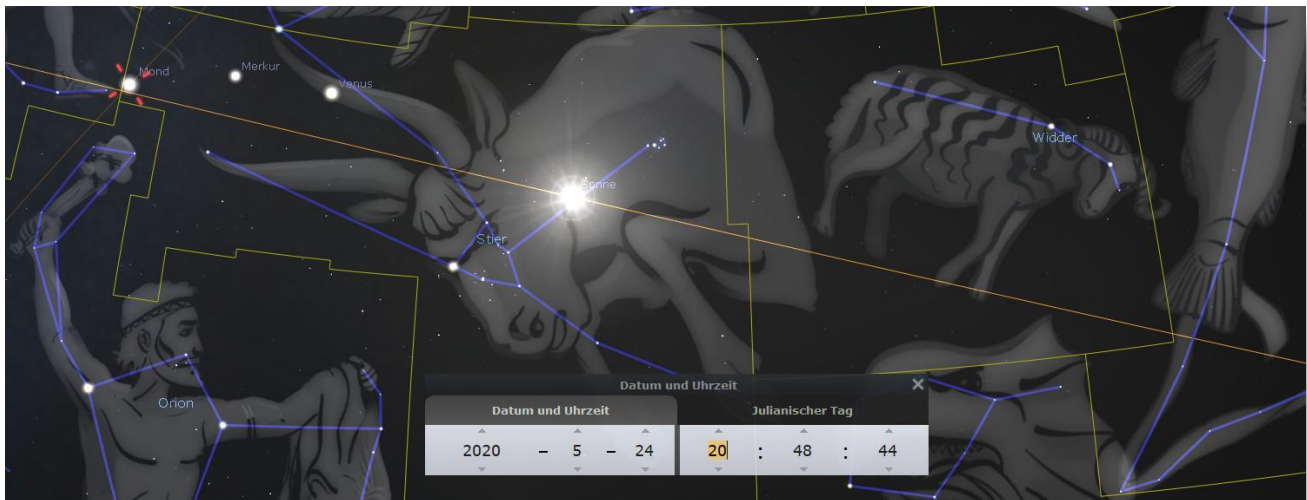 Mond
Merkur
Venus
Widder
Sonne
Stier
Orion
Datum und Uhrzeit ×
Datum und Uhrzeit Julianischer Tag
2020 – 5 – 24 20 : 48 : 44